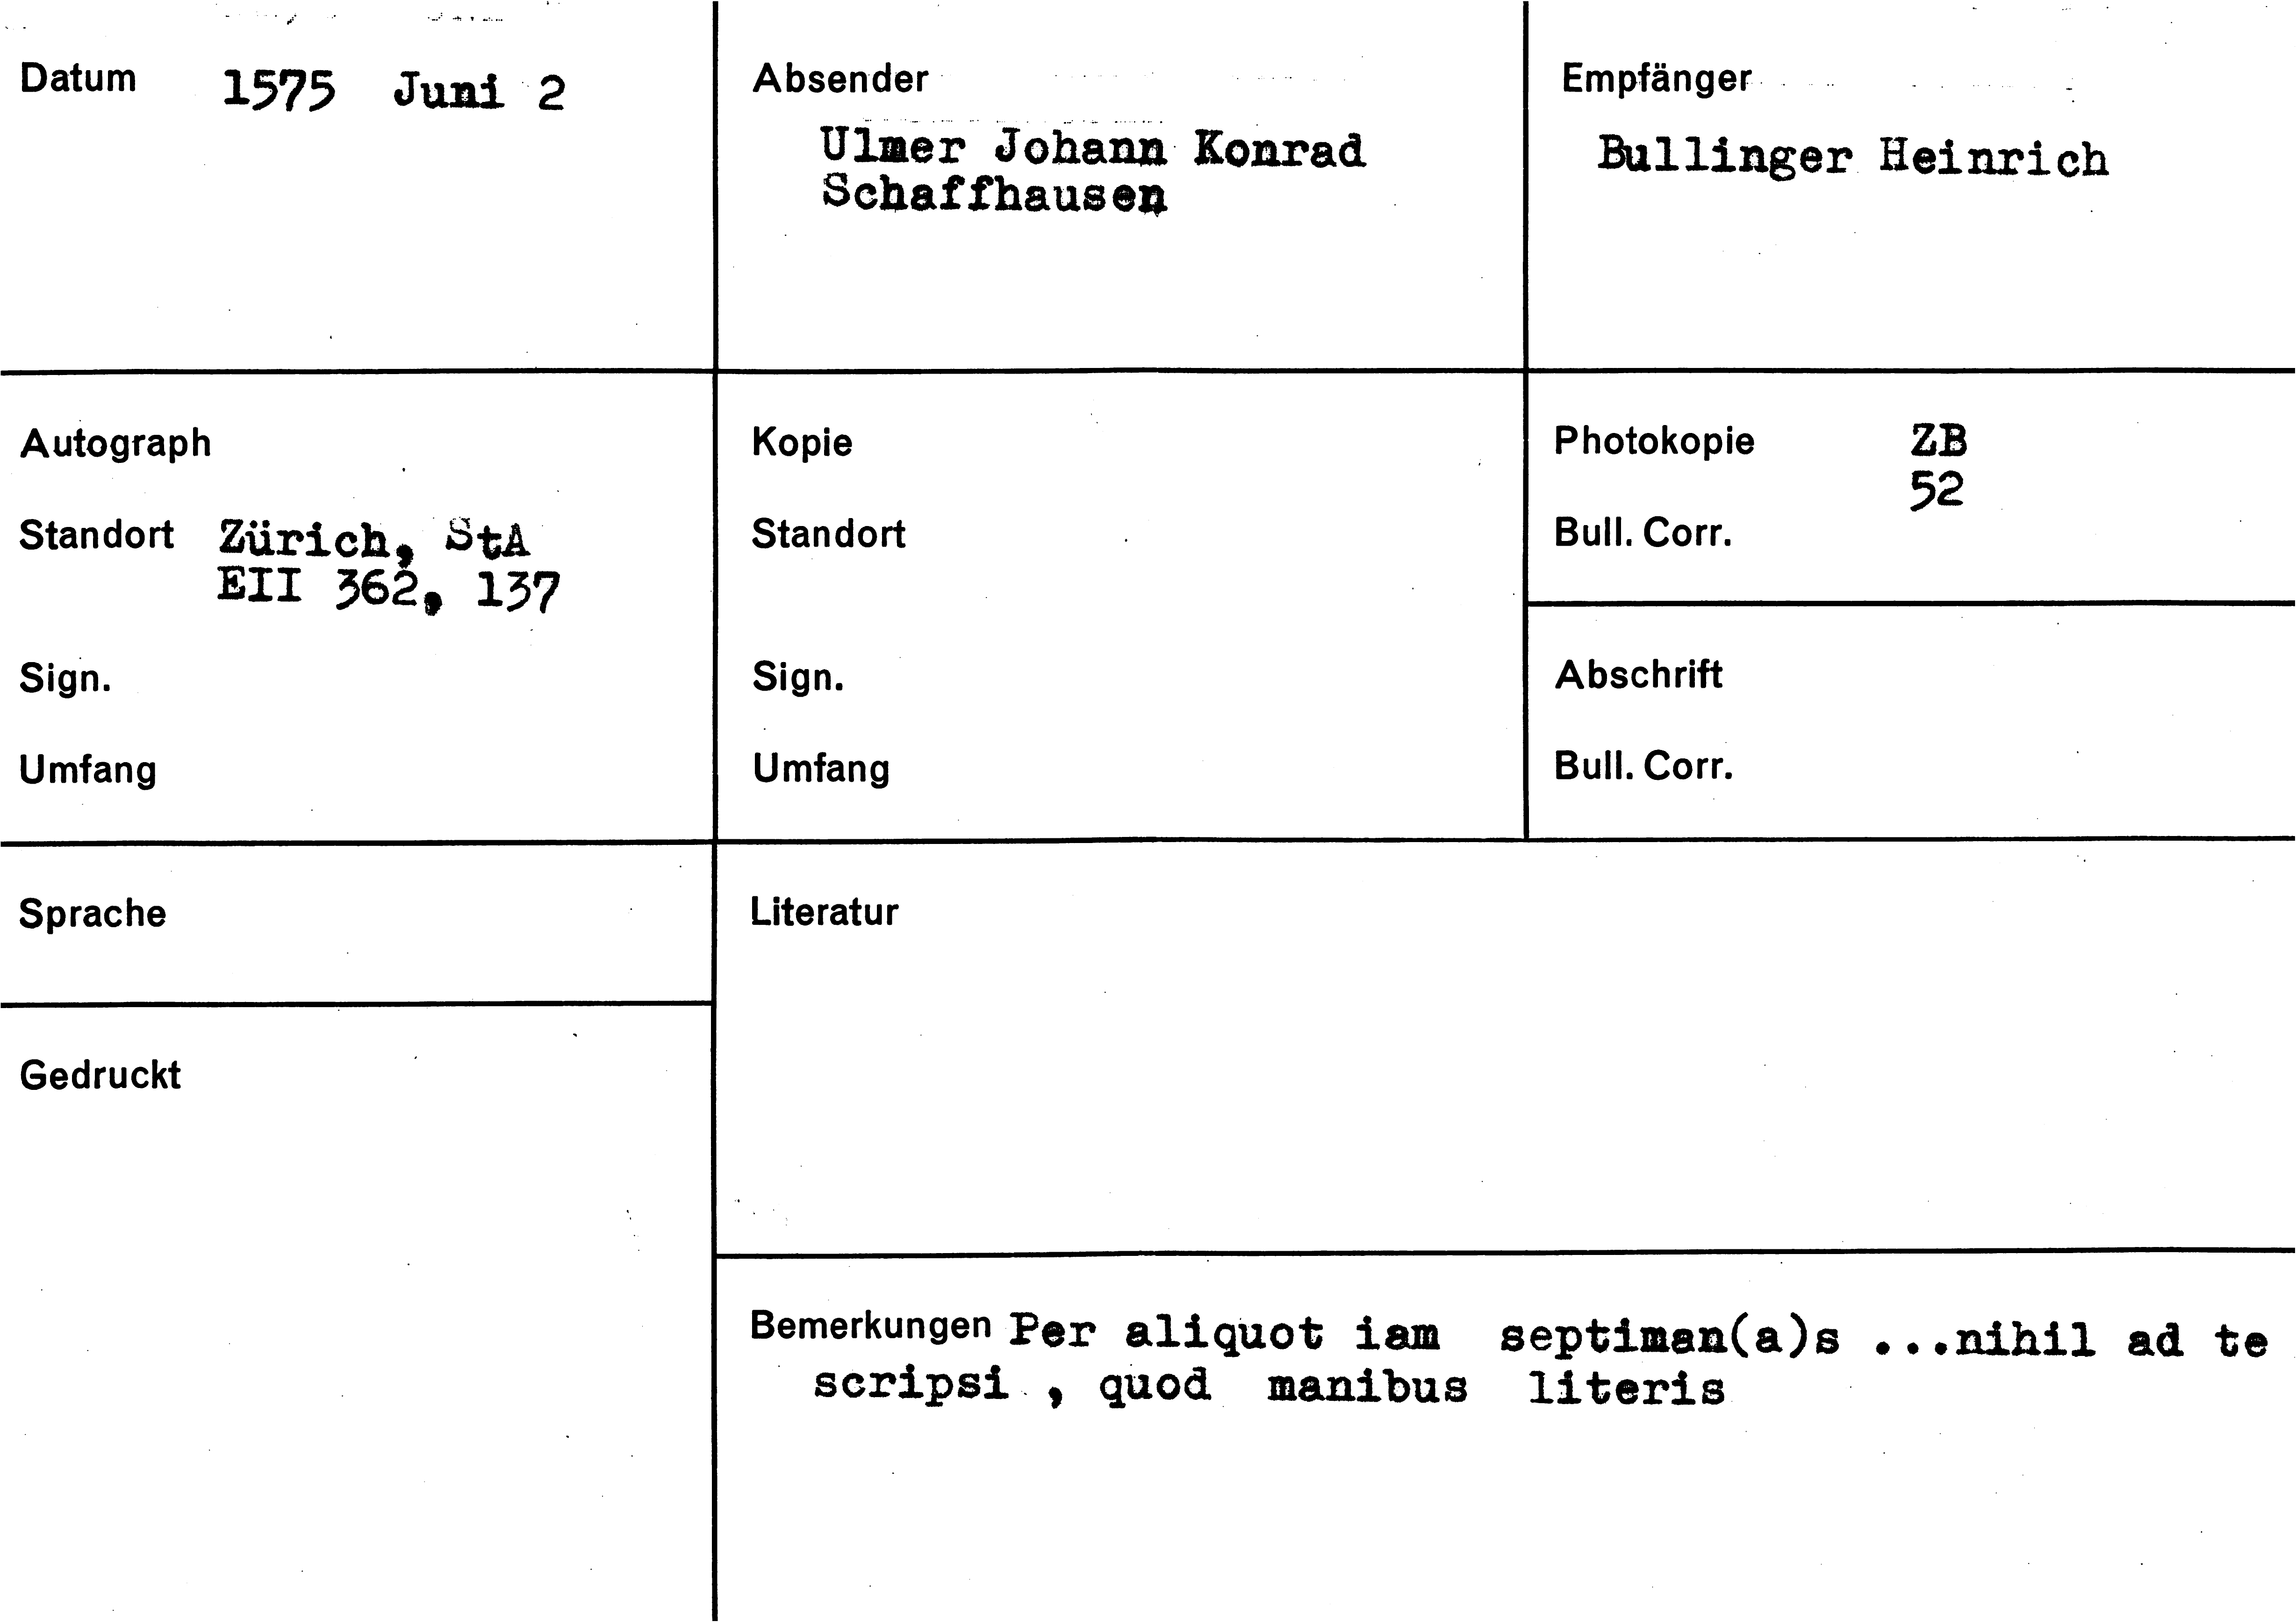 Datum 1575 Juni 2
Absender
Ulmer Johann Konrad
Schaffhausen
Empfänger
Bullinger Heinrich
Autograph
Standort Zürich, StA
EII 362, 137
Sign.
Umfang
Kopie
Standort
Sign.
Umfang
Photokopie ZB
52
Bull. Corr.
Abschrift
Bull. Corr.
Sprache
Gedruckt
Literatur
Bemerkungen Per aliquot iam septiman(a)s ...nihil ad te
scripsi , quod manibus literis